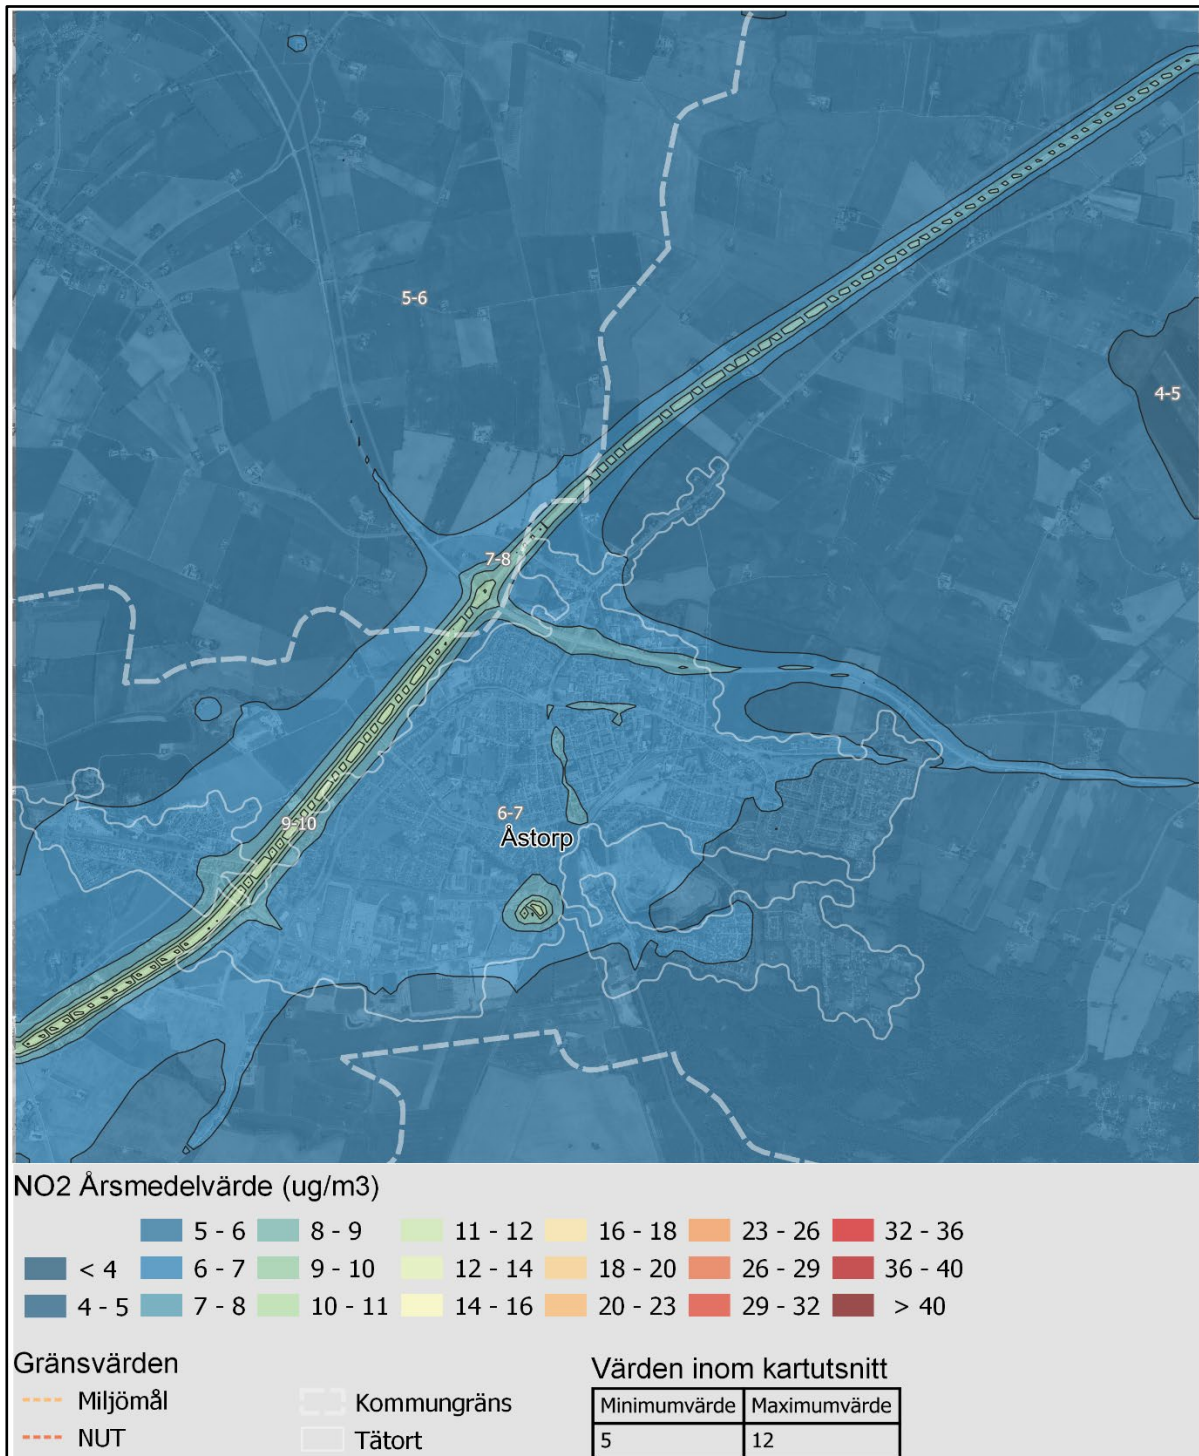 5-6
4-5
7-8
9-10
6-7
Åstorp
NO2 Årsmedelvärde (ug/m3)
5 - 6 8 - 9 11 - 12 16 - 18 23 - 26 32 - 36
< 4 6 - 7 9 - 10 12 - 14 18 - 20 26 - 29 36 - 40
4 - 5 7 - 8 10 - 11 14 - 16 20 - 23 29 - 32 > 40
Gränsvärden
Miljömål
NUT
Kommungräns
Tätort
Värden inom kartutsnitt
Minimumvärde Maximumvärde
5 12